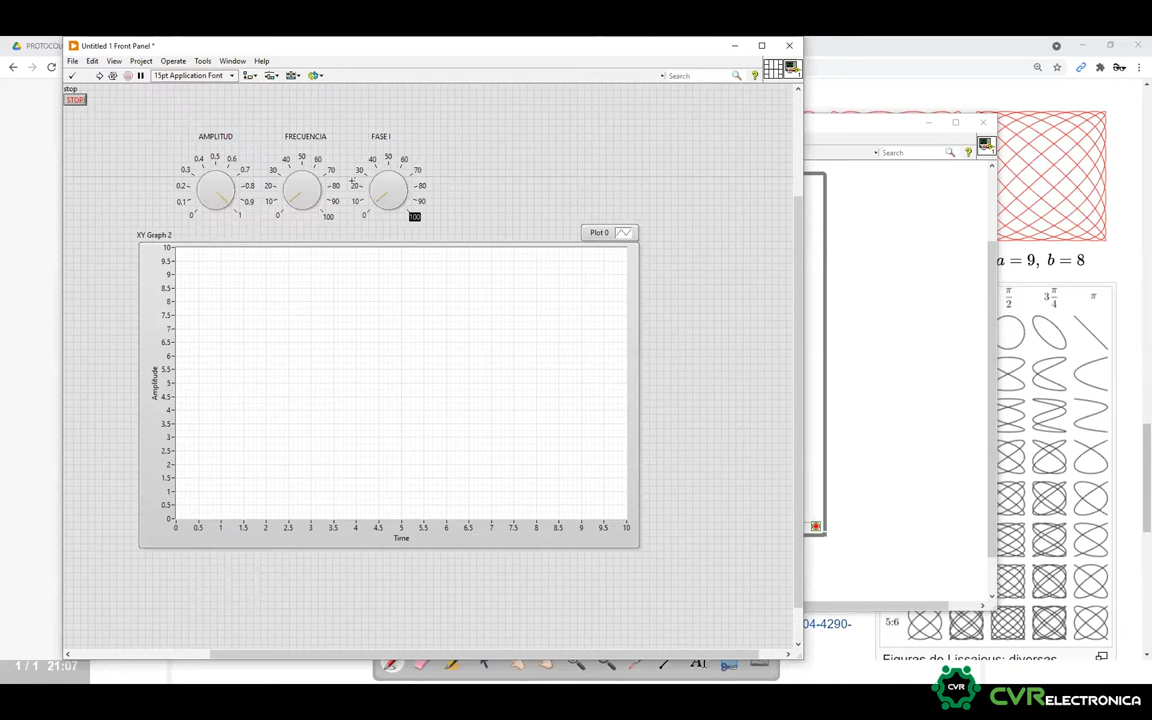 PROTOCOL
Untitled 1 Front Panel *
File Edit View Project Operate Tools Window Help
15pt Application Font
Search
?
stop
STOP
AMPLITUD
0 0.1 0.2 0.3 0.4 0.5 0.6 0.7 0.8 0.9 1
FRECUENCIA
0 10 20 30 40 50 60 70 80 90 100
FASE I
0 10 20 30 40 50 60 70 80 90 100
XY Graph 2
Plot 0
10
9.5
9
8.5
8
7.5
7
6.5
6
5.5
5
4.5
4
3.5
3
2.5
2
1.5
1
0.5
0
Amplitude
0 0.5 1 1.5 2 2.5 3 3.5 4 4.5 5 5.5 6 6.5 7 7.5 8 8.5 9 9.5 10
Time
Search
?
a = 9, b = 8
π/2 3 π/4 π
5:6
04-4290-
Figuras de Lissajous: diversas
1 / 1 21:07
CVR
CVR ELECTRONICA